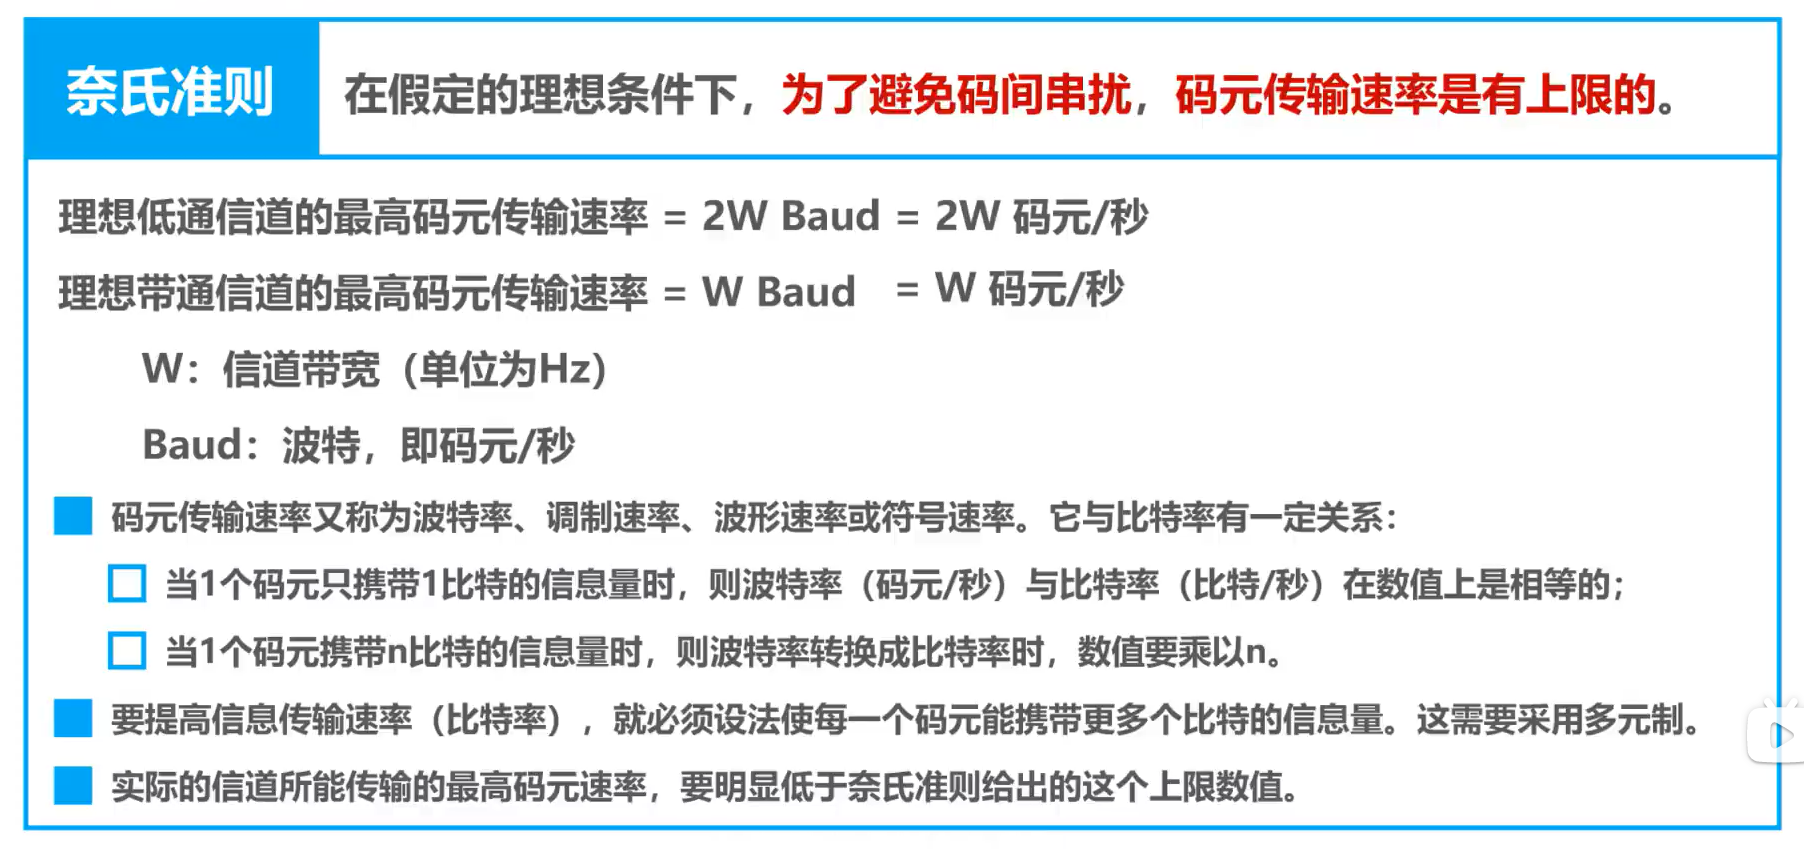 奈氏准则
在假定的理想条件下，为了避免码间串扰，码元传输速率是有上限的。
理想低通信道的最高码元传输速率 = 2W Baud = 2W 码元/秒
理想带通信道的最高码元传输速率 = W Baud = W 码元/秒
W：信道带宽（单位为Hz）
Baud：波特，即码元/秒
码元传输速率又称为波特率、调制速率、波形速率或符号速率。它与比特率有一定关系：
当1个码元只携带1比特的信息量时，则波特率（码元/秒）与比特率（比特/秒）在数值上是相等的；
当1个码元携带n比特的信息量时，则波特率转换成比特率时，数值要乘以n。
要提高信息传输速率（比特率），就必须设法使每一个码元能携带更多个比特的信息量。这需要采用多元制。
实际的信道所能传输的最高码元速率，要明显低于奈氏准则给出的这个上限数值。